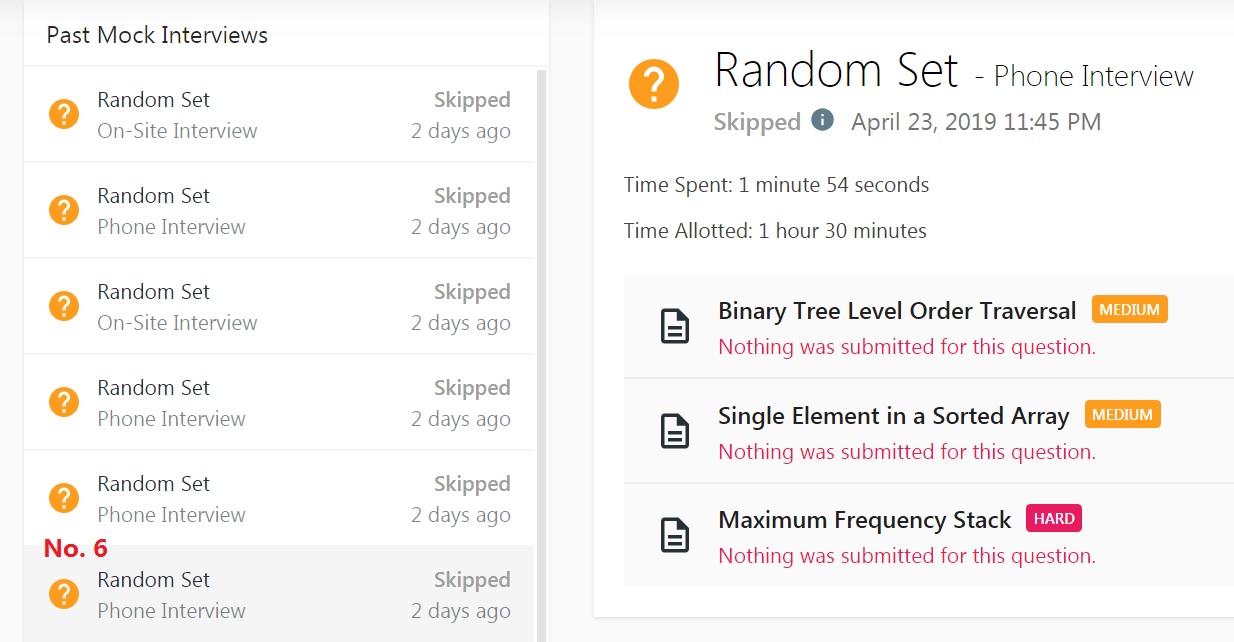 Past Mock Interviews
Random Set Skipped
On-Site Interview 2 days ago
Random Set Skipped
Phone Interview 2 days ago
Random Set Skipped
On-Site Interview 2 days ago
Random Set Skipped
Phone Interview 2 days ago
Random Set Skipped
Phone Interview 2 days ago
No. 6
Random Set Skipped
Phone Interview 2 days ago
Random Set - Phone Interview
Skipped April 23, 2019 11:45 PM
Time Spent: 1 minute 54 seconds
Time Allotted: 1 hour 30 minutes
Binary Tree Level Order Traversal MEDIUM
Nothing was submitted for this question.
Single Element in a Sorted Array MEDIUM
Nothing was submitted for this question.
Maximum Frequency Stack HARD
Nothing was submitted for this question.